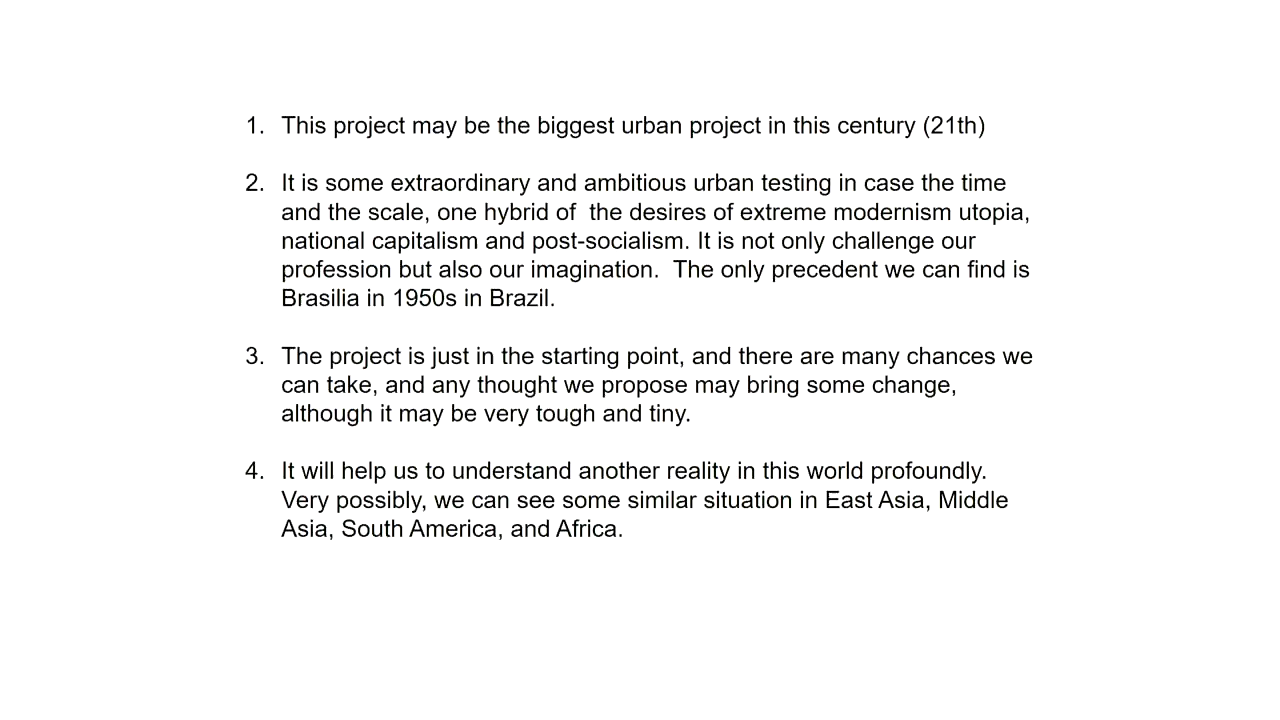 1. This project may be the biggest urban project in this century (21th)
2. It is some extraordinary and ambitious urban testing in case the time
and the scale, one hybrid of  the desires of extreme modernism utopia,
national capitalism and post-socialism. It is not only challenge our
profession but also our imagination.  The only precedent we can find is
Brasilia in 1950s in Brazil.
3. The project is just in the starting point, and there are many chances we
can take, and any thought we propose may bring some change,
although it may be very tough and tiny.
4. It will help us to understand another reality in this world profoundly.
Very possibly, we can see some similar situation in East Asia, Middle
Asia, South America, and Africa.